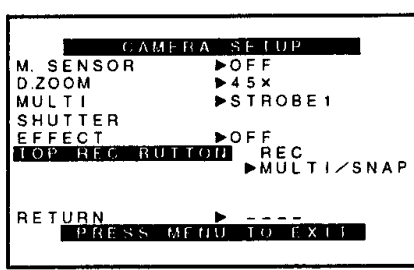 CAMERA SETUP
M. SENSOR ▶OFF
D.ZOOM ▶45×
MULTI ▶STROBE1
SHUTTER
EFFECT ▶OFF
TOP REC BUTTON REC
▶MULTI/SNAP
RETURN ▶ ----
PRESS MENU TO EXIT